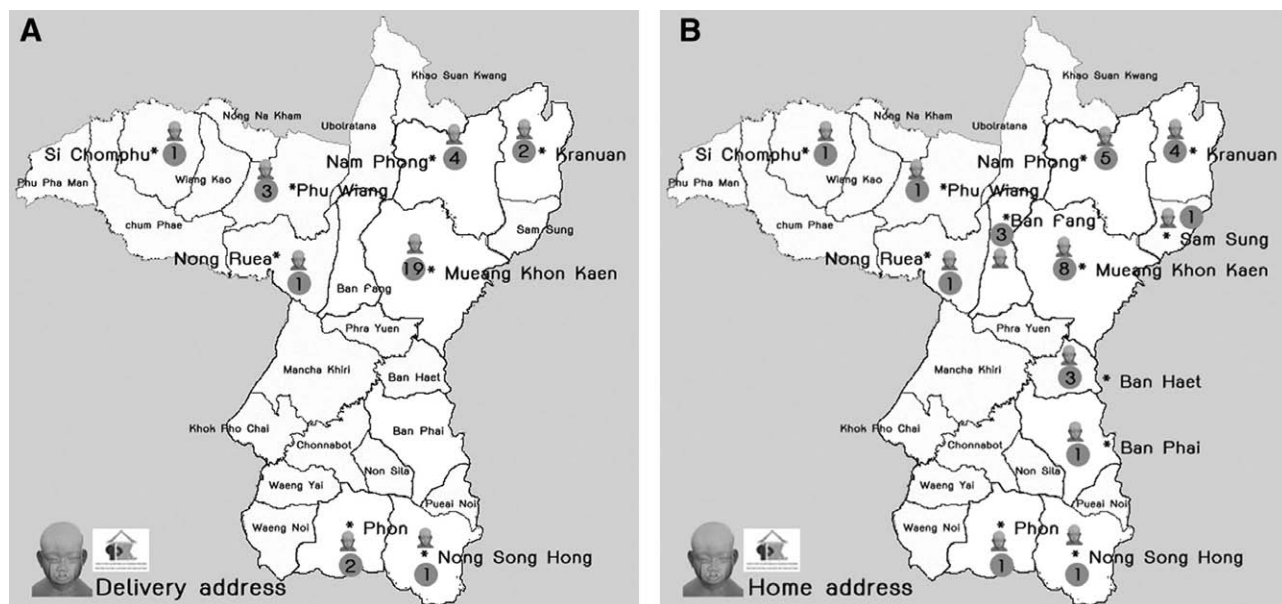 A
Khao Suan Kwang
Nong Na Kham
Ubolratana
Si Chomphu* 1
Nam Phong* 4
2 * Kranuan
Phu Pha Man
Wiang Kao
3 *Phu Wiang
chum Phae
Sam Sung
Nong Ruea*
1
19 * Mueang Khon Kaen
Ban Fang
Phra Yuen
Mancha Khiri
Ban Haet
Khok Pho Chai
Ban Phai
Chonnabot
Non Sila
Waeng Yai
Pueai Noi
Waeng Noi
* Phon
2
* Nong Song Hong
1
Delivery address
B
Khao Suan Kwang
Nong Na Kham
Ubolratana
Si Chomphu* 1
Nam Phong* 5
4 * Kranuan
Phu Pha Man
Wiang Kao
1 *Phu Wiang
chum Phae
*Ban Fang
3
1
* Sam Sung
Nong Ruea*
1
8 * Mueang Khon Kaen
Phra Yuen
Mancha Khiri
3 * Ban Haet
Khok Pho Chai
Chonnabot
1 * Ban Phai
Non Sila
Waeng Yai
Pueai Noi
Waeng Noi
* Phon
1
* Nong Song Hong
1
Home address